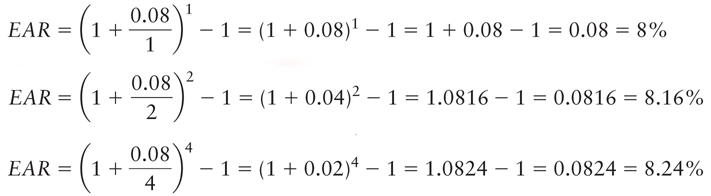 EAR = (1 + 0.08/1)¹ − 1 = (1 + 0.08)¹ − 1 = 1 + 0.08 − 1 = 0.08 = 8%
EAR = (1 + 0.08/2)² − 1 = (1 + 0.04)² − 1 = 1.0816 − 1 = 0.0816 = 8.16%
EAR = (1 + 0.08/4)⁴ − 1 = (1 + 0.02)⁴ − 1 = 1.0824 − 1 = 0.0824 = 8.24%